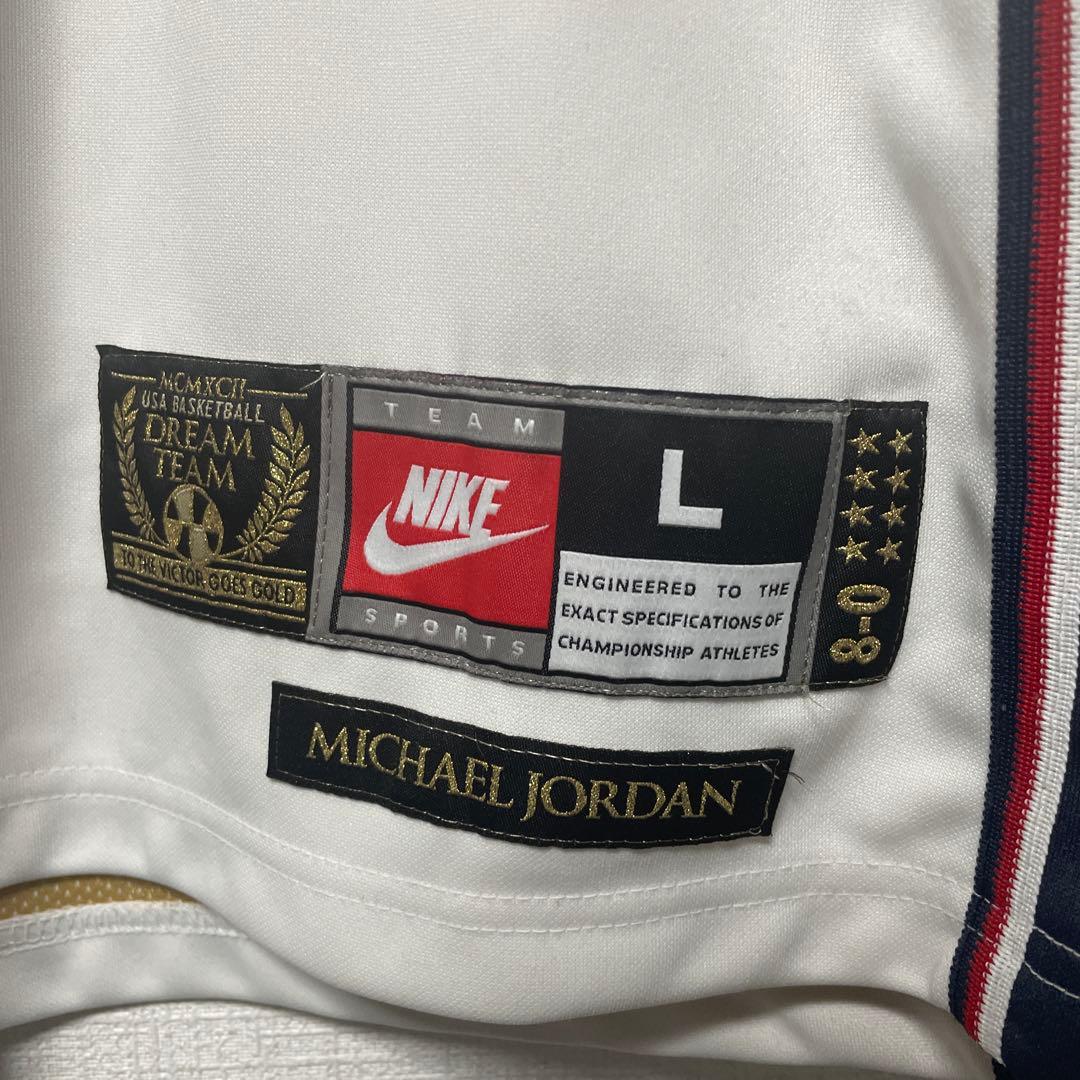 MCMXCII
USA BASKETBALL
DREAM
TEAM
TO THE VICTOR GOES GOLD
TEAM
NIKE
SPORTS
L
ENGINEERED TO THE
EXACT SPECIFICATIONS OF
CHAMPIONSHIP ATHLETES
8-0
MICHAEL JORDAN